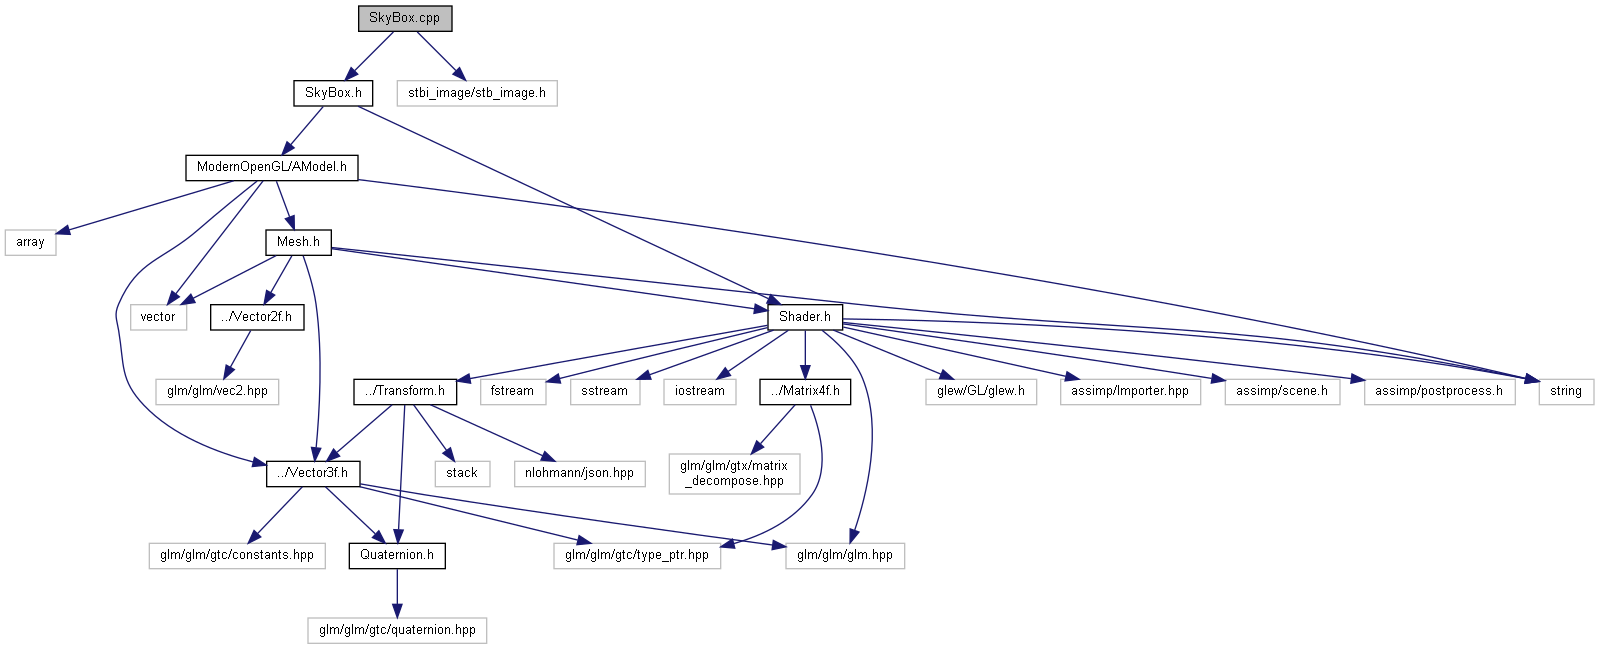 SkyBox.cpp
SkyBox.h
stbi_image/stb_image.h
ModernOpenGL/AModel.h
array
Mesh.h
vector
../Vector2f.h
Shader.h
glm/glm/vec2.hpp
../Transform.h
fstream
sstream
iostream
../Matrix4f.h
glew/GL/glew.h
assimp/Importer.hpp
assimp/scene.h
assimp/postprocess.h
string
../Vector3f.h
stack
nlohmann/json.hpp
glm/glm/gtx/matrix
_decompose.hpp
glm/glm/gtc/constants.hpp
Quaternion.h
glm/glm/gtc/type_ptr.hpp
glm/glm/glm.hpp
glm/glm/gtc/quaternion.hpp